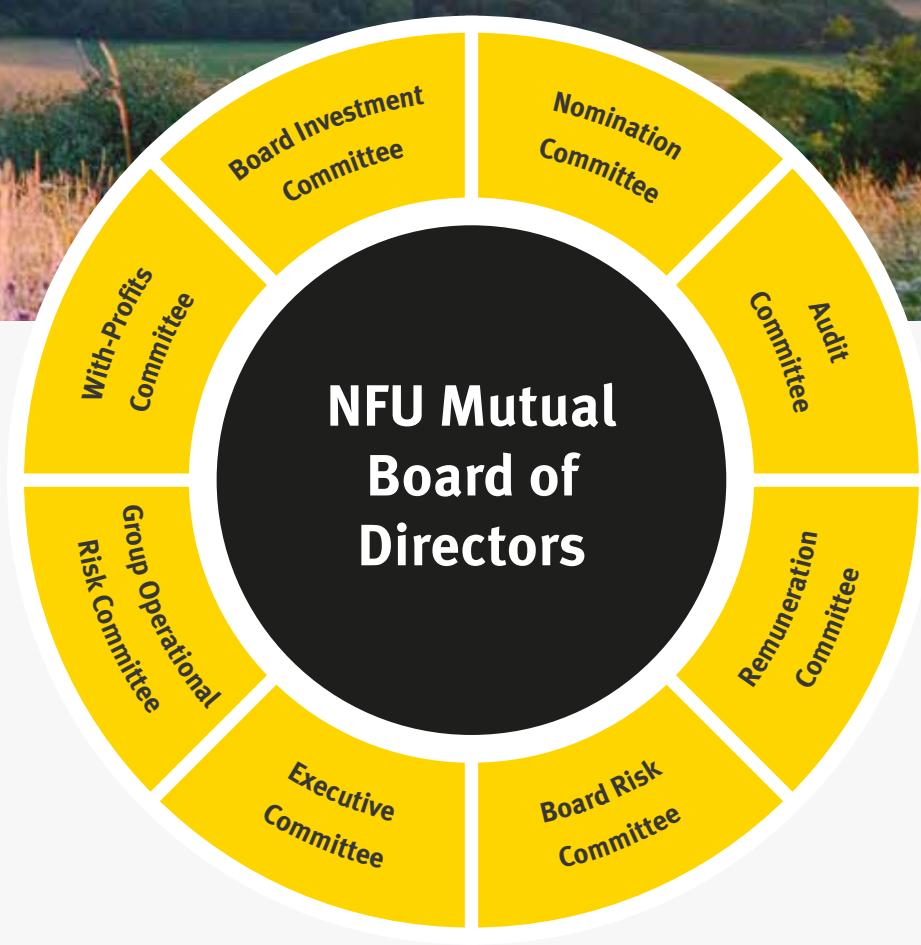 NFU Mutual
Board of
Directors
Nomination
Committee
Audit
Committee
Remuneration
Committee
Board Risk
Committee
Executive
Committee
Group Operational
Risk Committee
With-Profits
Committee
Board Investment
Committee